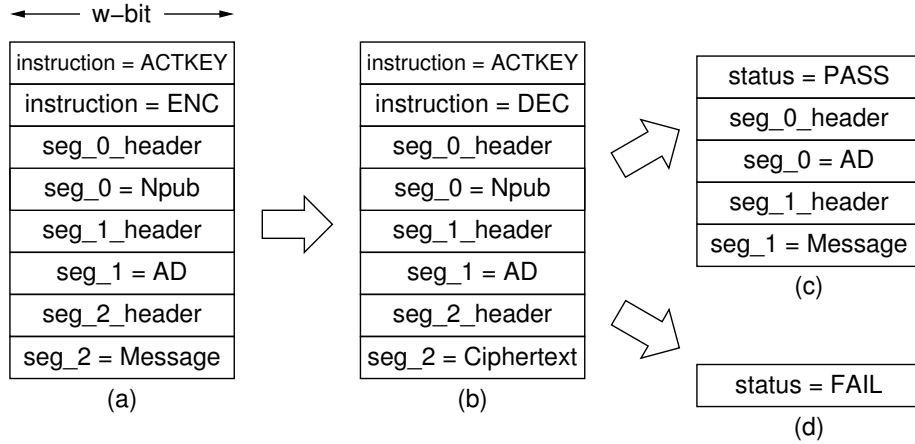 w-bit
instruction = ACTKEY
instruction = ENC
seg_0_header
seg_0 = Npub
seg_1_header
seg_1 = AD
seg_2_header
seg_2 = Message
(a)
instruction = ACTKEY
instruction = DEC
seg_0_header
seg_0 = Npub
seg_1_header
seg_1 = AD
seg_2_header
seg_2 = Ciphertext
(b)
status = PASS
seg_0_header
seg_0 = AD
seg_1_header
seg_1 = Message
(c)
status = FAIL
(d)